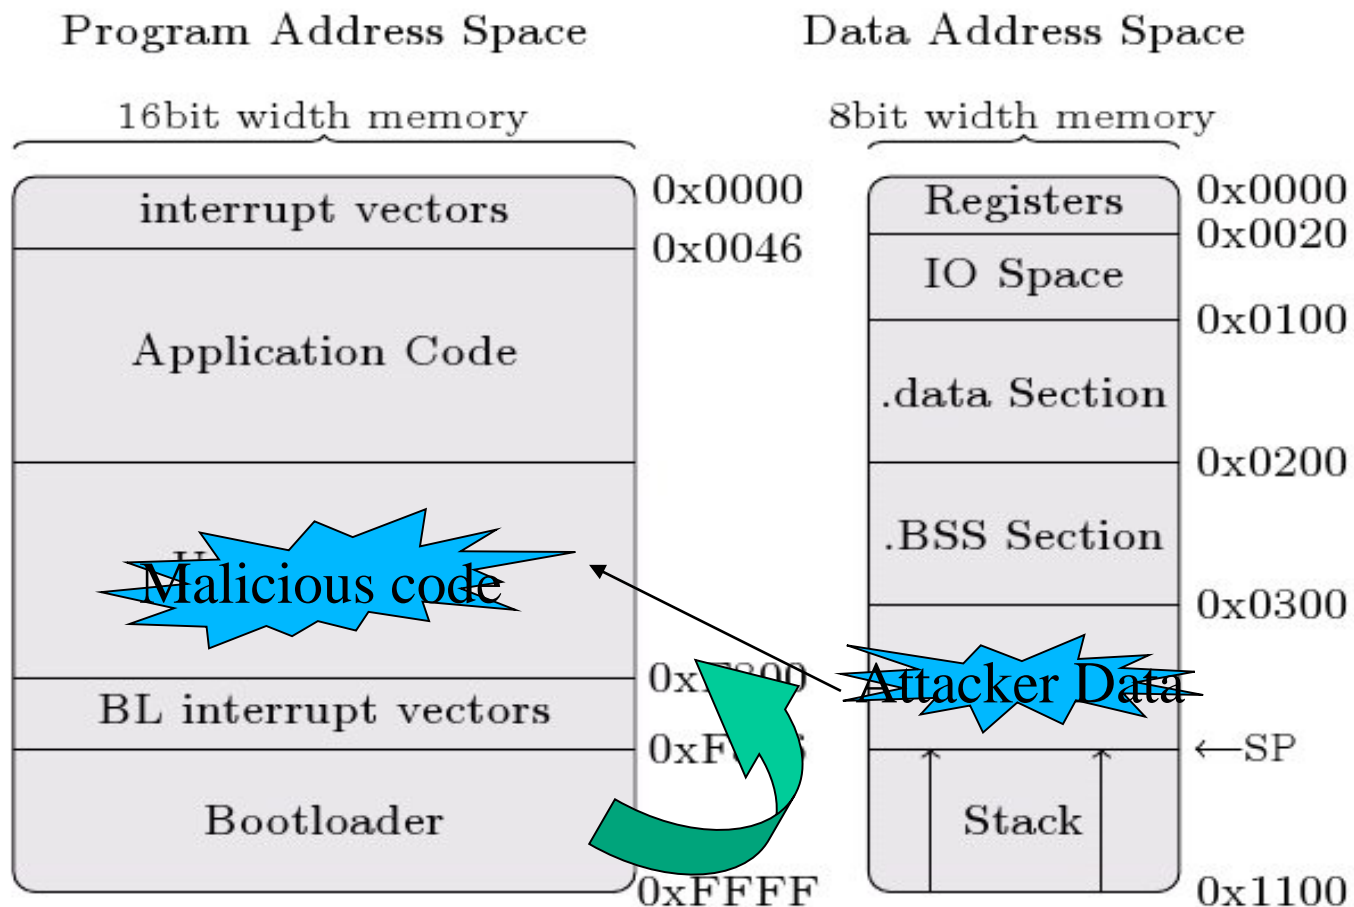 Program Address Space
16bit width memory
interrupt vectors
0x0000
0x0046
Application Code
Malicious code
BL interrupt vectors
Bootloader
0xFFFF
Data Address Space
8bit width memory
Registers
0x0000
0x0020
IO Space
0x0100
.data Section
0x0200
.BSS Section
0x0300
Attacker Data
←SP
Stack
0x1100